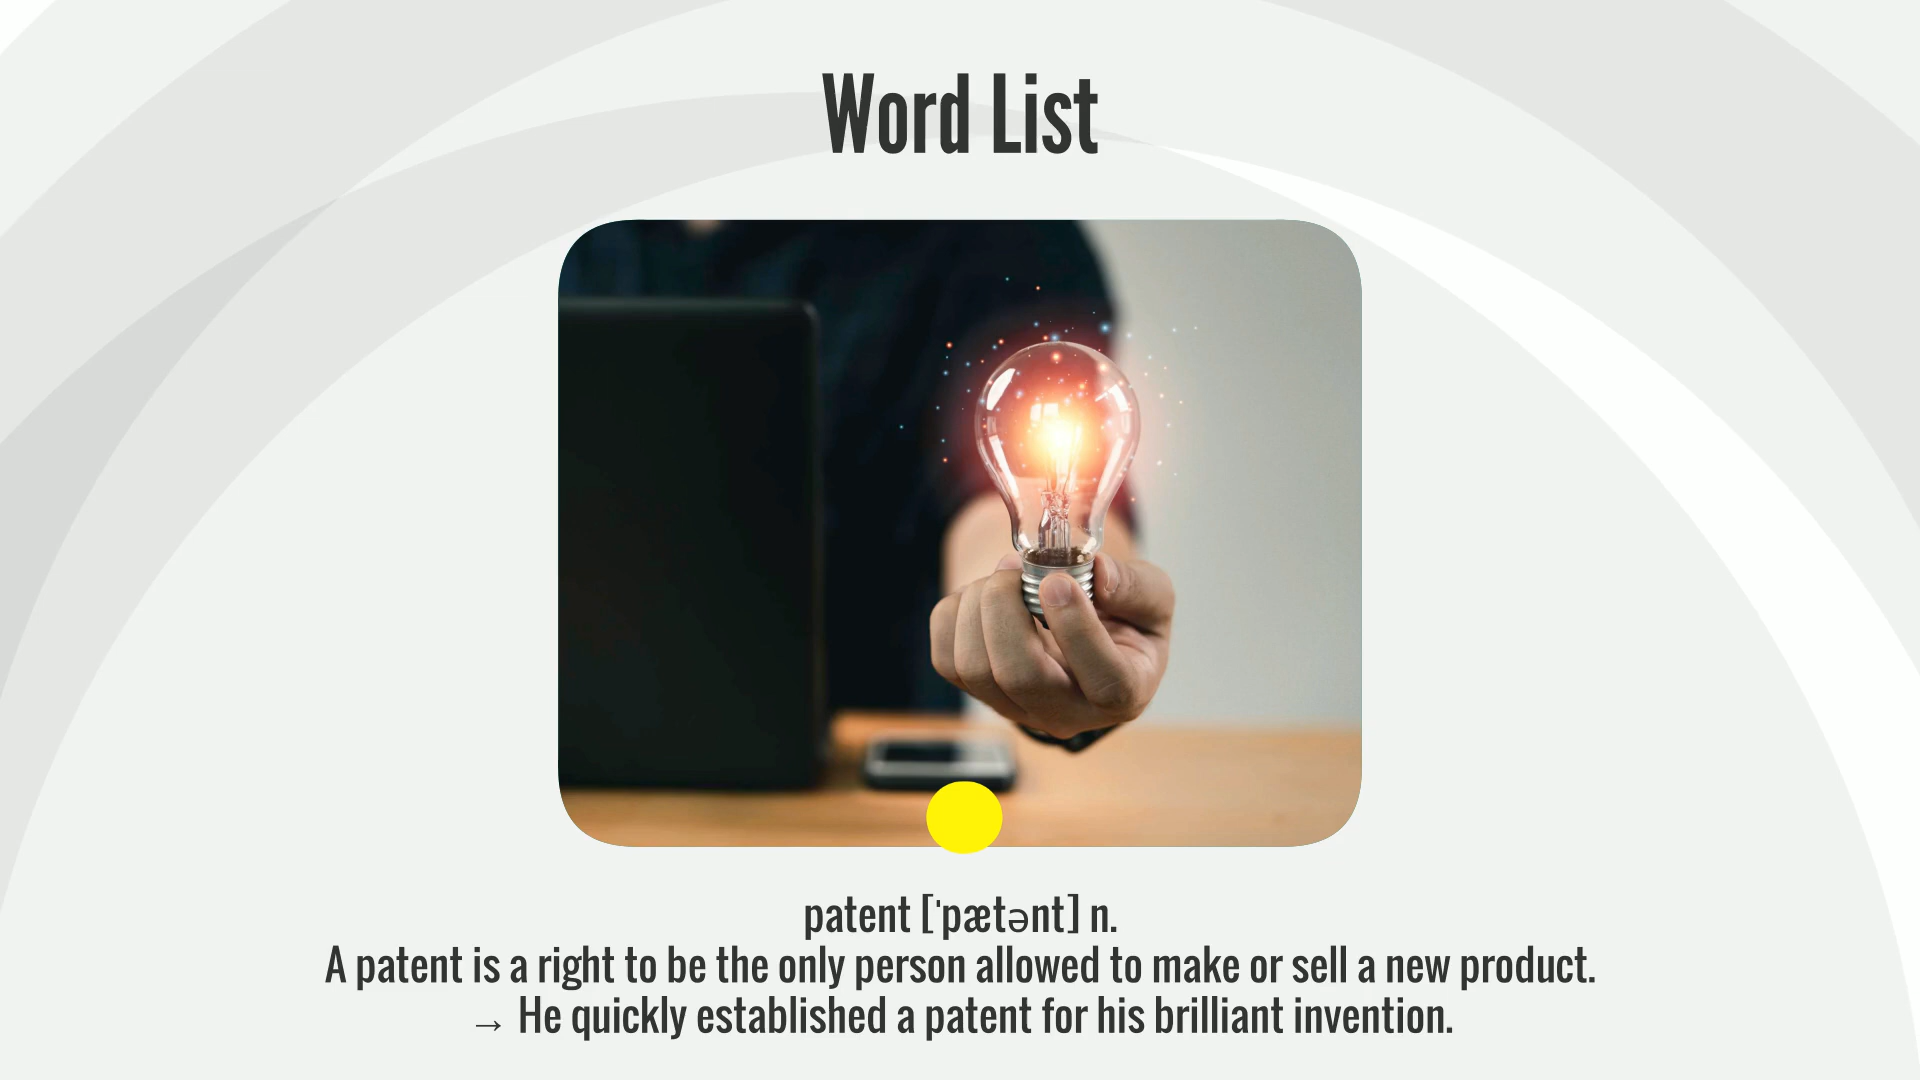 Word List
patent [ˈpætənt] n.
A patent is a right to be the only person allowed to make or sell a new product.
→ He quickly established a patent for his brilliant invention.